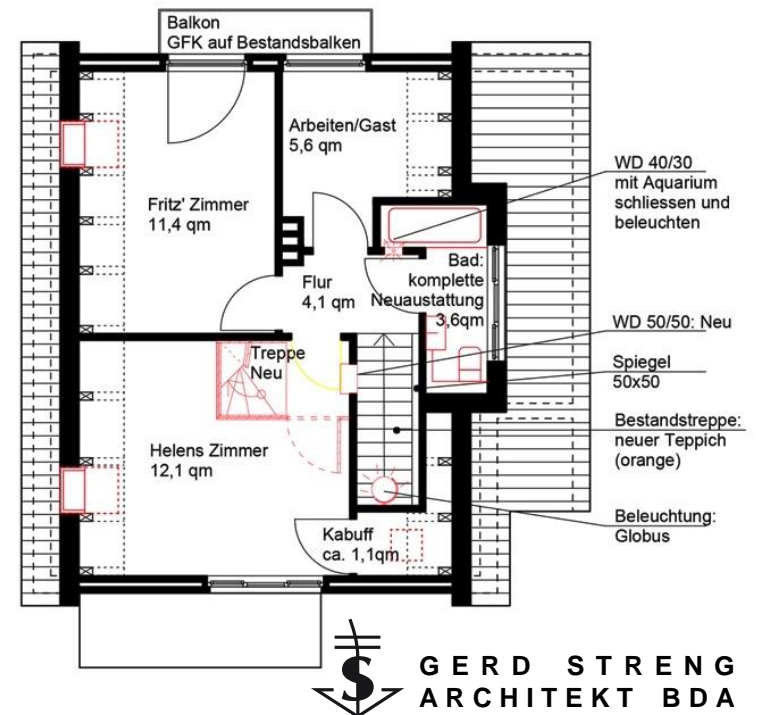 Balkon
GFK auf Bestandsbalken
Arbeiten/Gast
5,6 qm
Fritz' Zimmer
11,4 qm
Flur
4,1 qm
Bad:
komplette
Neuaustattung
3,6qm
Treppe
Neu
Helens Zimmer
12,1 qm
Kabuff
ca. 1,1qm
WD 40/30
mit Aquarium
schliessen und
beleuchten
WD 50/50: Neu
Spiegel
50x50
Bestandstreppe:
neuer Teppich
(orange)
Beleuchtung:
Globus
GERD STRENG
ARCHITEKT BDA